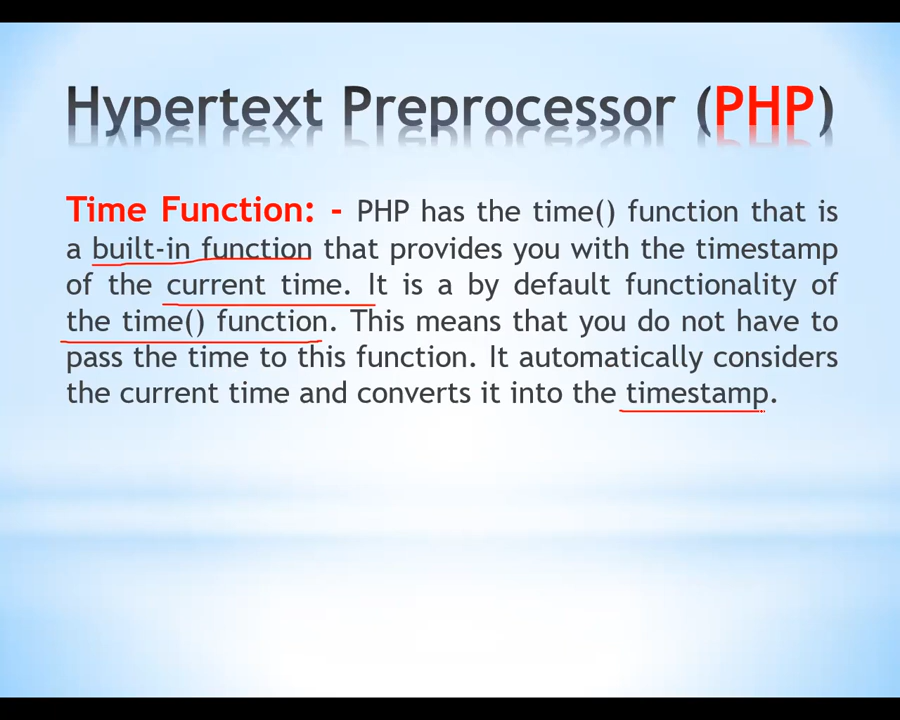 Hypertext Preprocessor (PHP)
Time Function: - PHP has the time() function that is
a built-in function that provides you with the timestamp
of the current time. It is a by default functionality of
the time() function. This means that you do not have to
pass the time to this function. It automatically considers
the current time and converts it into the timestamp.